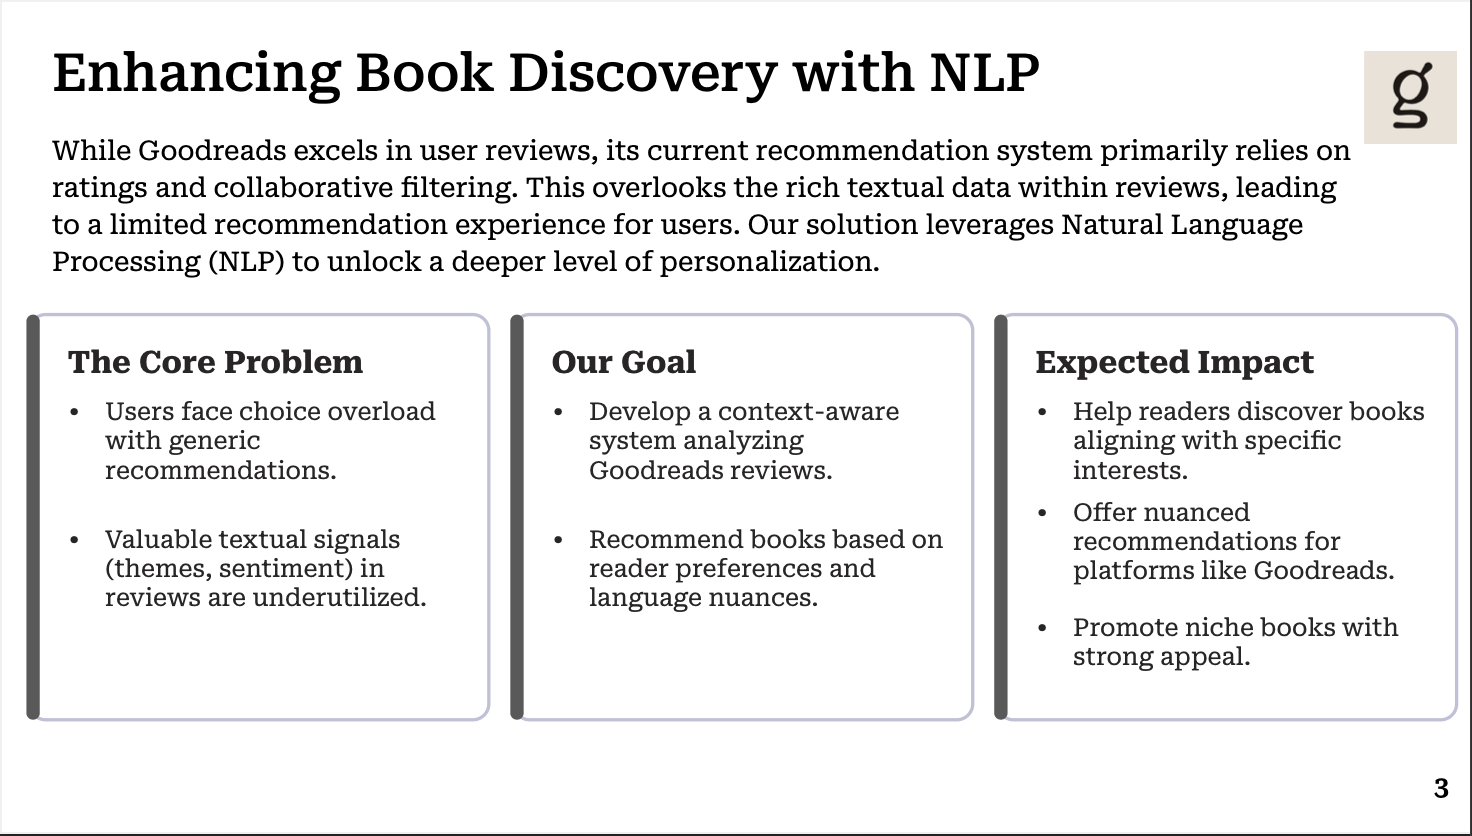 Enhancing Book Discovery with NLP
g
While Goodreads excels in user reviews, its current recommendation system primarily relies on
ratings and collaborative filtering. This overlooks the rich textual data within reviews, leading
to a limited recommendation experience for users. Our solution leverages Natural Language
Processing (NLP) to unlock a deeper level of personalization.
The Core Problem
• Users face choice overload
with generic
recommendations.
• Valuable textual signals
(themes, sentiment) in
reviews are underutilized.
Our Goal
• Develop a context-aware
system analyzing
Goodreads reviews.
• Recommend books based on
reader preferences and
language nuances.
Expected Impact
• Help readers discover books
aligning with specific
interests.
• Offer nuanced
recommendations for
platforms like Goodreads.
• Promote niche books with
strong appeal.
3